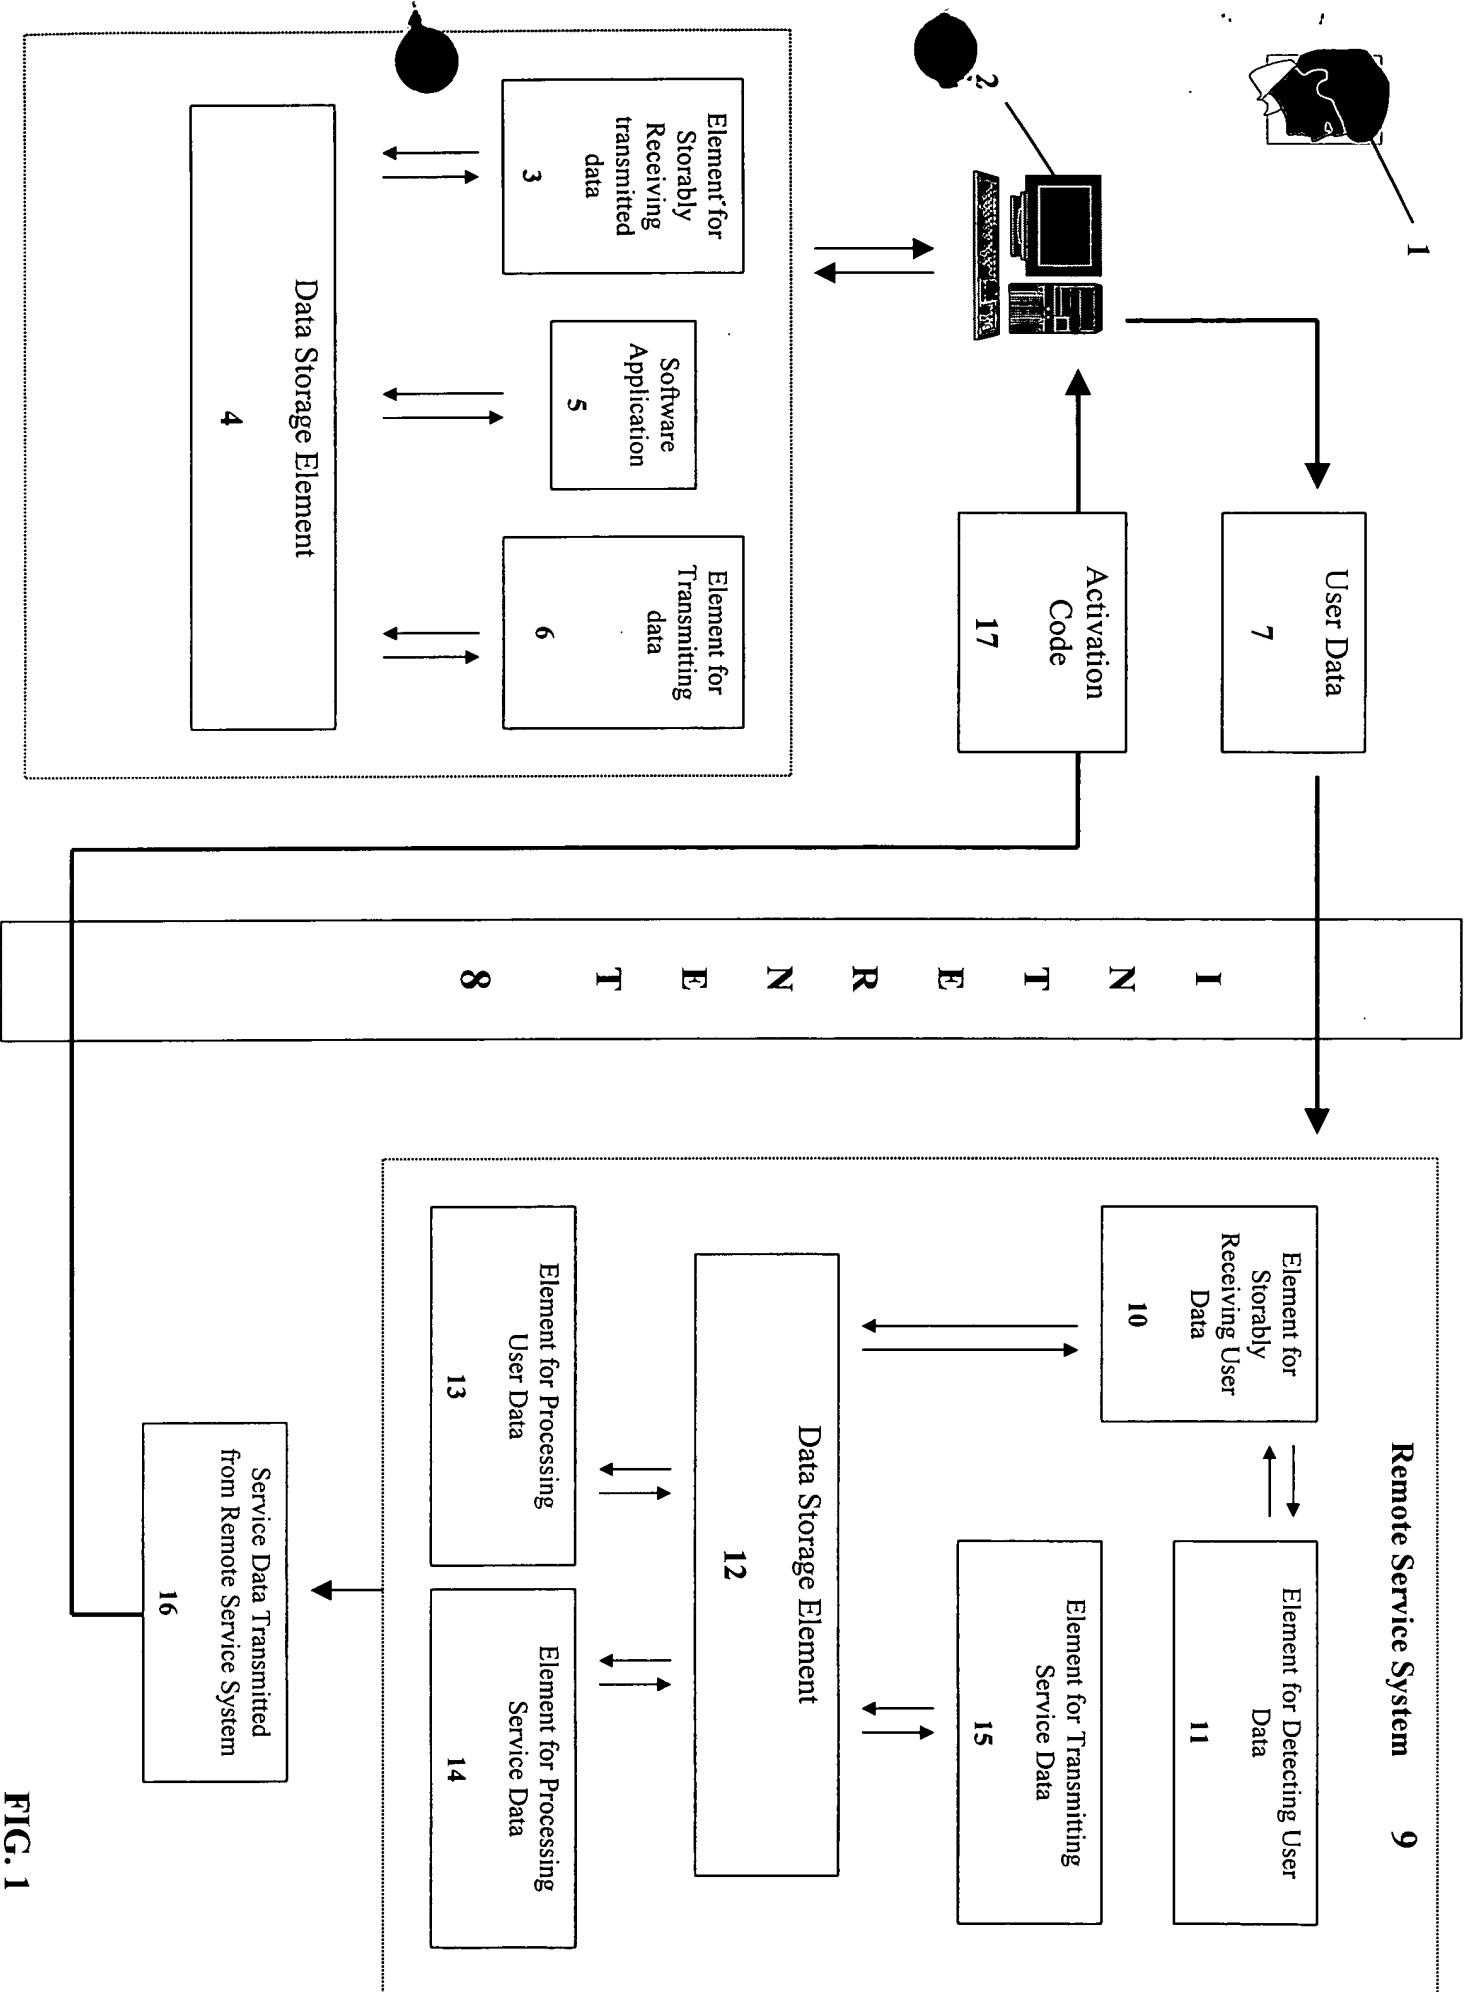 1
2
User Data
7
Activation
Code
17
Element for
Storably
Receiving
transmitted
data
3
Software
Application
5
Element for
Transmitting
data
6
Data Storage Element
4
I N T E R N E T 8
Remote Service System 9
Element for
Storably
Receiving User
Data
10
Element for Detecting User
Data
11
Element for Transmitting
Service Data
15
Data Storage Element
12
Element for Processing
User Data
13
Element for Processing
Service Data
14
Service Data Transmitted
from Remote Service System
16
FIG. 1